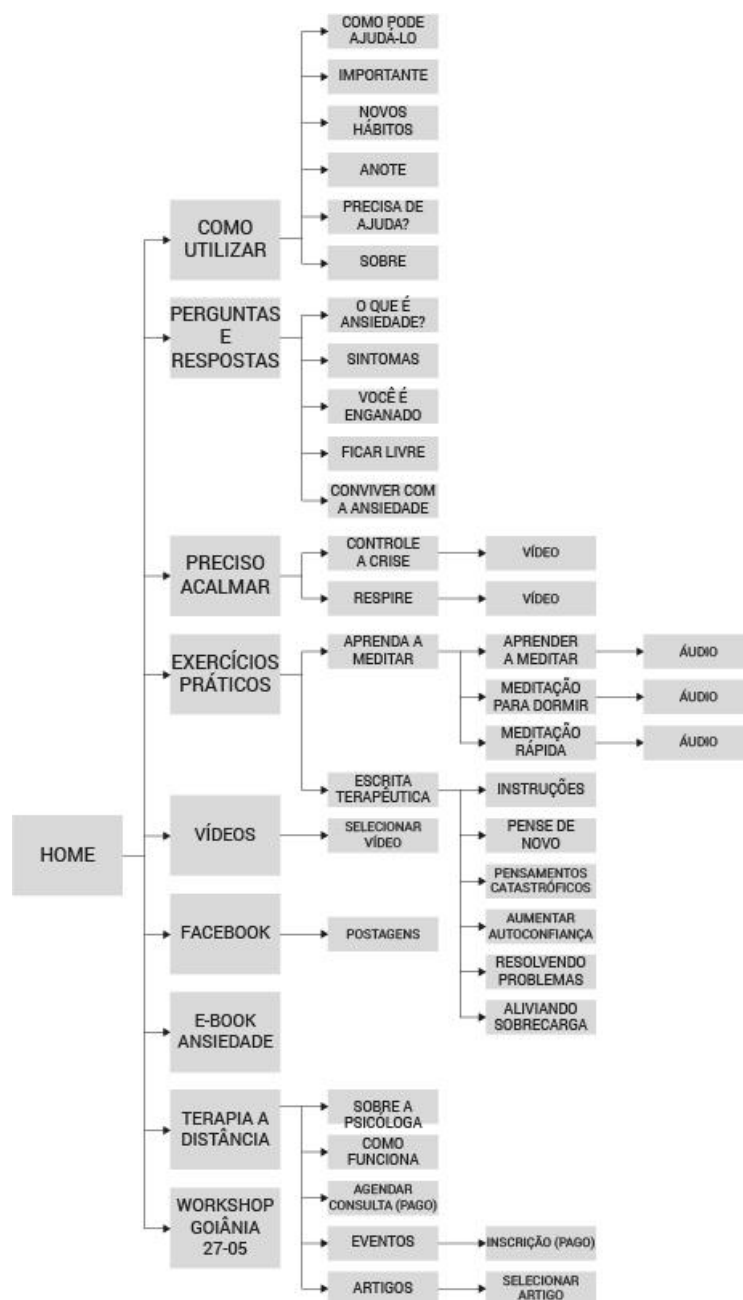 HOME
COMO
UTILIZAR
COMO PODE
AJUDÁ-LO
IMPORTANTE
NOVOS
HÁBITOS
ANOTE
PRECISA DE
AJUDA?
SOBRE
PERGUNTAS
E
RESPOSTAS
O QUE É
ANSIEDADE?
SINTOMAS
VOCÊ É
ENGANADO
FICAR LIVRE
CONVIVER COM
A ANSIEDADE
PRECISO
ACALMAR
CONTROLE
A CRISE
VÍDEO
RESPIRE
VÍDEO
EXERCÍCIOS
PRÁTICOS
APRENDA A
MEDITAR
APRENDER
A MEDITAR
ÁUDIO
MEDITAÇÃO
PARA DORMIR
ÁUDIO
MEDITAÇÃO
RÁPIDA
ÁUDIO
ESCRITA
TERAPÊUTICA
INSTRUÇÕES
PENSE DE
NOVO
PENSAMENTOS
CATASTRÓFICOS
AUMENTAR
AUTOCONFIANÇA
RESOLVENDO
PROBLEMAS
ALIVIANDO
SOBRECARGA
VÍDEOS
SELECIONAR
VÍDEO
FACEBOOK
POSTAGENS
E-BOOK
ANSIEDADE
TERAPIA A
DISTÂNCIA
SOBRE A
PSICÓLOGA
COMO
FUNCIONA
AGENDAR
CONSULTA (PAGO)
EVENTOS
INSCRIÇÃO (PAGO)
ARTIGOS
SELECIONAR
ARTIGO
WORKSHOP
GOIÂNIA
27-05